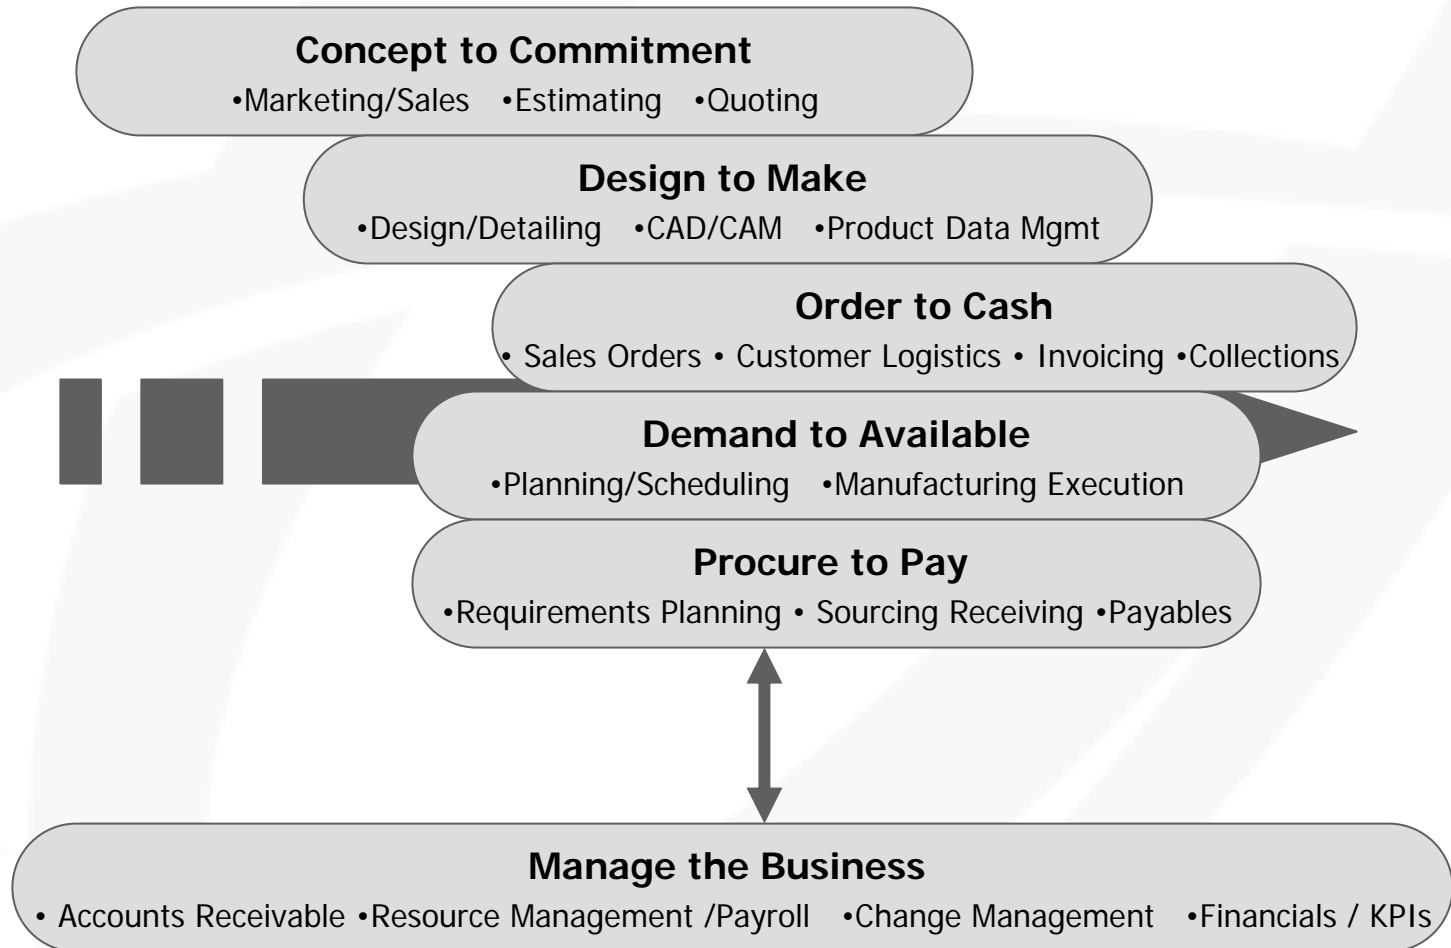 Concept to Commitment
•Marketing/Sales •Estimating •Quoting
Design to Make
•Design/Detailing •CAD/CAM •Product Data Mgmt
Order to Cash
• Sales Orders • Customer Logistics • Invoicing •Collections
Demand to Available
•Planning/Scheduling •Manufacturing Execution
Procure to Pay
•Requirements Planning • Sourcing Receiving •Payables
Manage the Business
• Accounts Receivable •Resource Management /Payroll •Change Management •Financials / KPIs